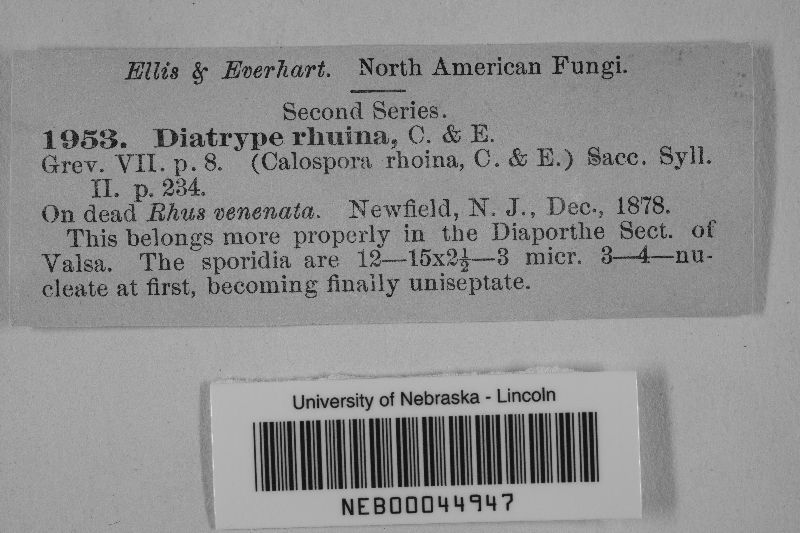 Ellis & Everhart. North American Fungi.
Second Series.
1953. Diatrype rhuina, C. & E.
Grev. VII. p. 8. (Calospora rhoina, C. & E.) Sacc. Syll.
II. p. 234.
On dead Rhus venenata. Newfield, N. J., Dec., 1878.
This belongs more properly in the Diaporthe Sect. of
Valsa. The sporidia are 12—15x2½—3 micr. 3—4—nu-
cleate at first, becoming finally uniseptate.
University of Nebraska - Lincoln
NEB00044947